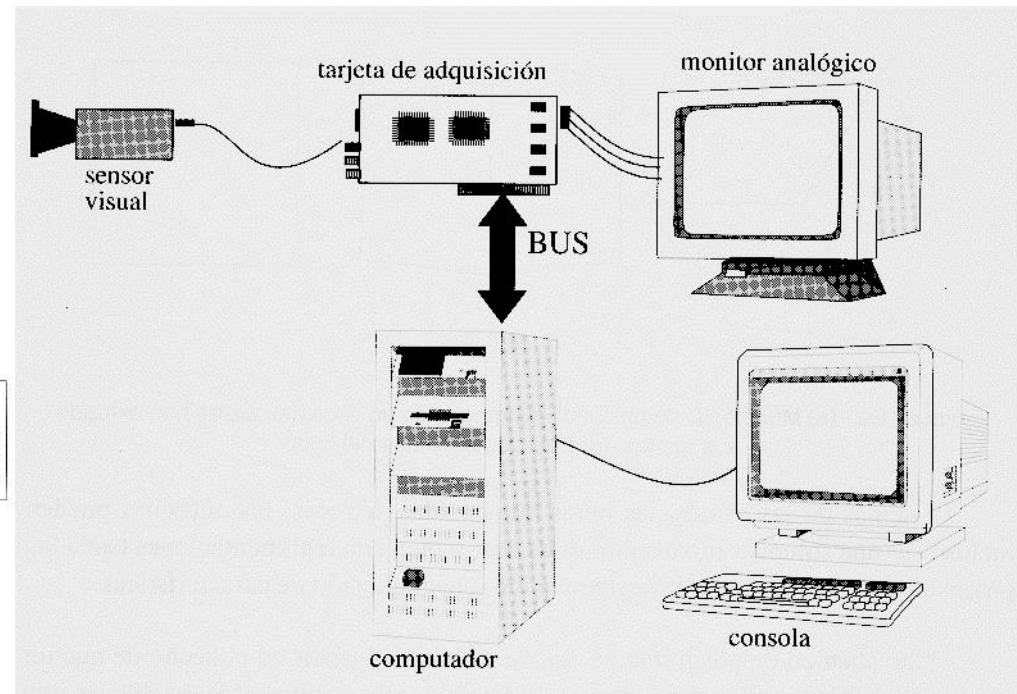 tarjeta de adquisición
monitor analógico
sensor
visual
BUS
computador
consola